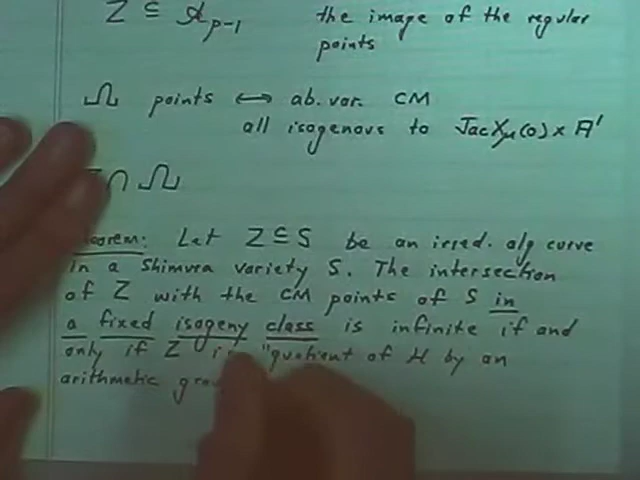 Z ⊆ 𝒜p-1 the image of the regular
points
Ω points ↔ ab. var. CM
all isogenous to Jac Xμ(0) × A'
∩ Ω
Theorem: Let Z ⊆ S be an irred. alg curve
in a Shimura variety S. The intersection
of Z with the CM points of S in
a fixed isogeny class is infinite if and
only if Z "quotient of H by an
arithmetic